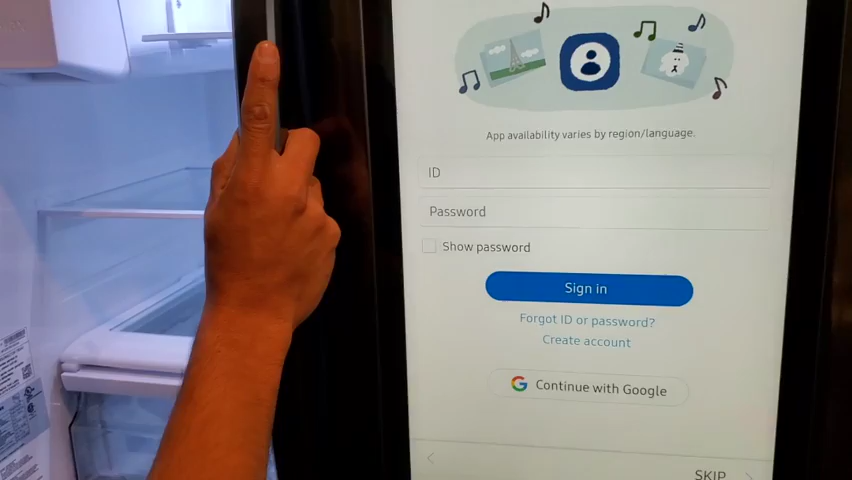 App availability varies by region/language.
ID
Password
Show password
Sign in
Forgot ID or password?
Create account
Continue with Google
SKIP